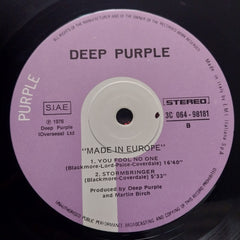 DEEP PURPLE
PURPLE
S.I.A.E.
STEREO
℗ 1976
Deep Purple
(Overseas) Ltd
3C 064-98181
B
"MADE IN EUROPE"
1. YOU FOOL NO ONE
(Blackmore-Lord-Paice-Coverdale) 16'40"
2. STORMBRINGER
(Blackmore-Coverdale) 5'33"
Produced by Deep Purple
and Martin Birch